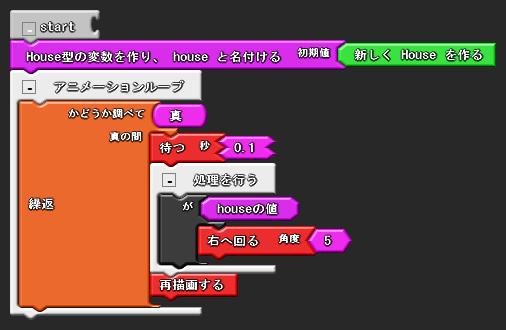 - start
House型の変数を作り、 house と名付ける 初期値 新しく House を作る
- アニメーションループ
かどうか調べて 真
真の間
待つ 秒 0.1
- 処理を行う
繰返
が houseの値
右へ回る 角度 5
再描画する